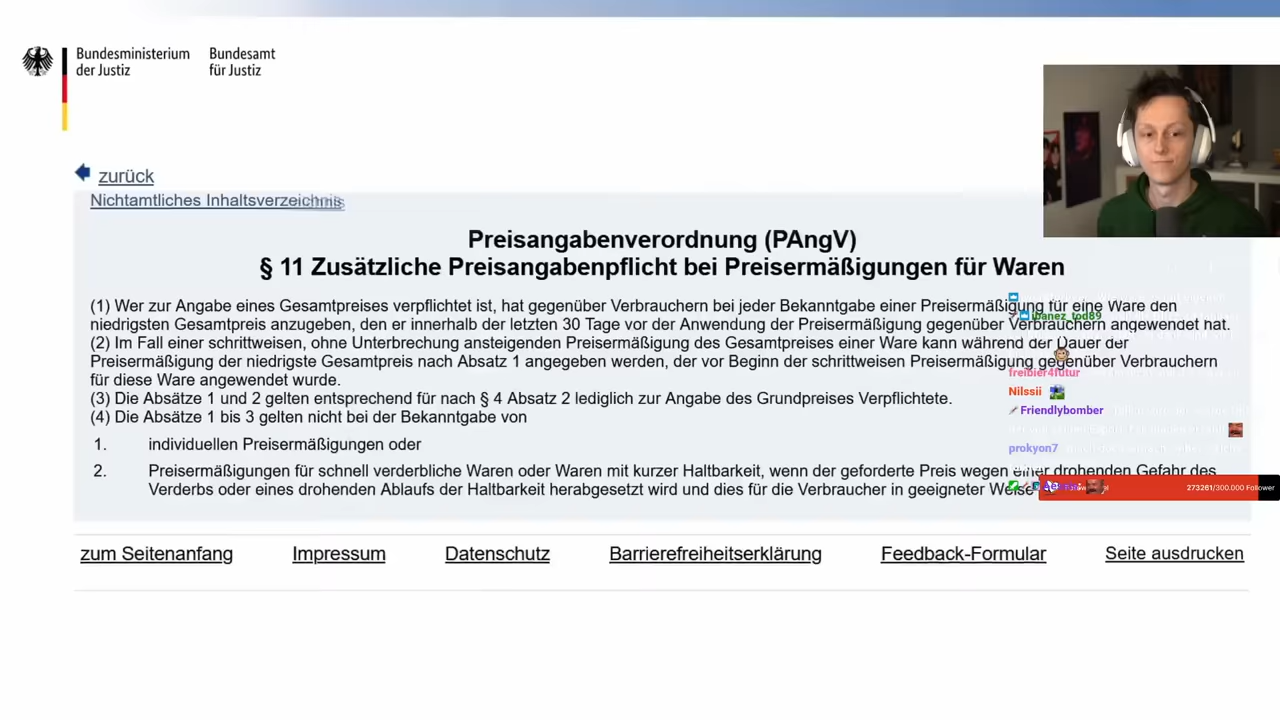 Bundesministerium der Justiz
Bundesamt für Justiz
zurück
Nichtamtliches Inhaltsverzeichnis
Preisangabenverordnung (PAngV)
§ 11 Zusätzliche Preisangabenpflicht bei Preisermäßigungen für Waren
(1) Wer zur Angabe eines Gesamtpreises verpflichtet ist, hat gegenüber Verbrauchern bei jeder Bekanntgabe einer Preisermäßigung für eine Ware den
niedrigsten Gesamtpreis anzugeben, den er innerhalb der letzten 30 Tage vor der Anwendung der Preisermäßigung gegenüber Verbrauchern angewendet hat.
(2) Im Fall einer schrittweisen, ohne Unterbrechung ansteigenden Preisermäßigung des Gesamtpreises einer Ware kann während der Dauer der
Preisermäßigung der niedrigste Gesamtpreis nach Absatz 1 angegeben werden, der vor Beginn der schrittweisen Preisermäßigung gegenüber Verbrauchern
für diese Ware angewendet wurde.
(3) Die Absätze 1 und 2 gelten entsprechend für nach § 4 Absatz 2 lediglich zur Angabe des Grundpreises Verpflichtete.
(4) Die Absätze 1 bis 3 gelten nicht bei der Bekanntgabe von
1. individuellen Preisermäßigungen oder
2. Preisermäßigungen für schnell verderbliche Waren oder Waren mit kurzer Haltbarkeit, wenn der geforderte Preis wegen einer drohenden Gefahr des
Verderbs oder eines drohenden Ablaufs der Haltbarkeit herabgesetzt wird und dies für die Verbraucher in geeigneter Weise
ibanez_tod89
freibier4futur
Nilssii
Friendlybomber
prokyon7
273261/300.000 Follower
zum Seitenanfang Impressum Datenschutz Barrierefreiheitserklärung Feedback-Formular Seite ausdrucken